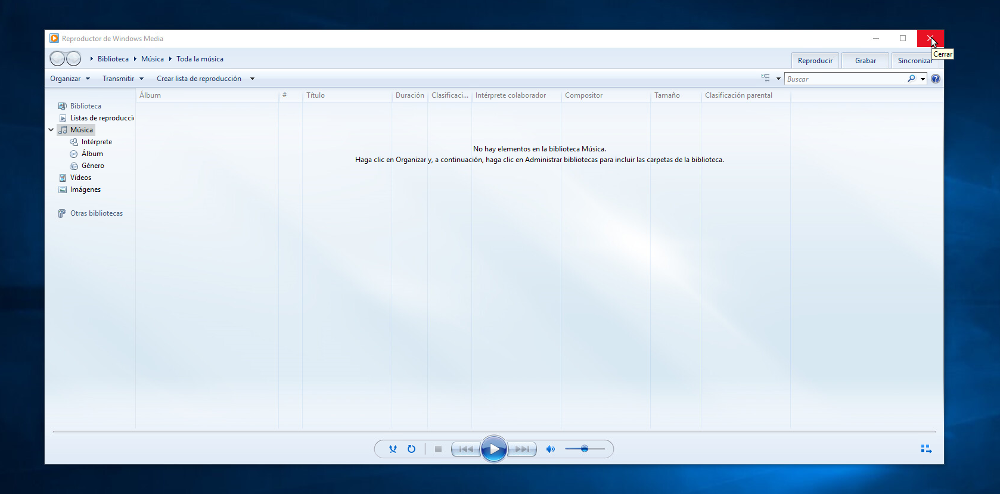 Reproductor de Windows Media
Cerrar
Biblioteca Música Toda la música
Reproducir Grabar Sincronizar
Organizar Transmitir Crear lista de reproducción
Buscar
Álbum # Título Duración Clasificaci... Intérprete colaborador Compositor Tamaño Clasificación parental
Biblioteca
Listas de reproducci
Música
Intérprete
Álbum
Género
Vídeos
Imágenes
Otras bibliotecas
No hay elementos en la biblioteca Música.
Haga clic en Organizar y, a continuación, haga clic en Administrar bibliotecas para incluir las carpetas de la biblioteca.